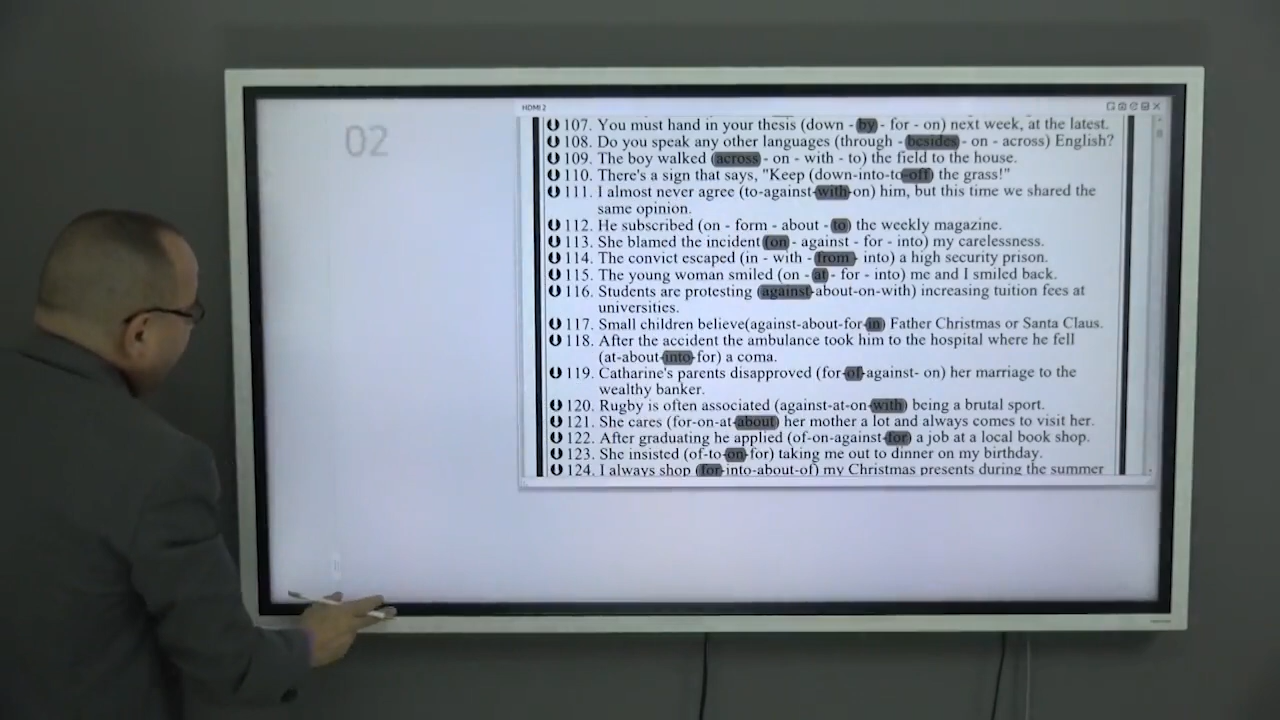 02
HDMI 2
107. You must hand in your thesis (down - by - for - on) next week, at the latest.
108. Do you speak any other languages (through - besides - on - across) English?
109. The boy walked (across - on - with - to) the field to the house.
110. There's a sign that says, "Keep (down-into-to-off) the grass!"
111. I almost never agree (to-against-with-on) him, but this time we shared the
same opinion.
112. He subscribed (on - form - about - to) the weekly magazine.
113. She blamed the incident (on - against - for - into) my carelessness.
114. The convict escaped (in - with - from - into) a high security prison.
115. The young woman smiled (on - at - for - into) me and I smiled back.
116. Students are protesting (against-about-on-with) increasing tuition fees at
universities.
117. Small children believe(against-about-for-in) Father Christmas or Santa Claus.
118. After the accident the ambulance took him to the hospital where he fell
(at-about-into-for) a coma.
119. Catharine's parents disapproved (for-of-against- on) her marriage to the
wealthy banker.
120. Rugby is often associated (against-at-on-with) being a brutal sport.
121. She cares (for-on-at-about) her mother a lot and always comes to visit her.
122. After graduating he applied (of-on-against-for) a job at a local book shop.
123. She insisted (of-to-on-for) taking me out to dinner on my birthday.
124. I always shop (for-into-about-of) my Christmas presents during the summer